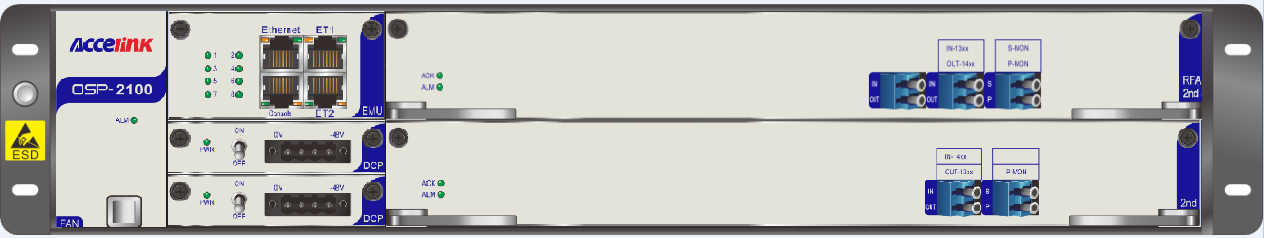 Accelink
OSP-2100
ALM
ESD
FAN
Ethernet ET1
1 2
3 4
5 6
7 8
Console ET2
EMU
ON
PWR
OFF
0V -48V
DCP
ON
PWR
OFF
0V -48V
DCP
ACK
ALM
IN
OUT
IN-13xx
OUT-14xx
IN
OUT
S-MON
P-MON
S
P
RFA
2nd
ACK
ALM
IN-14xx
OUT-13xx
IN
OUT
P-MON
S
P
2nd